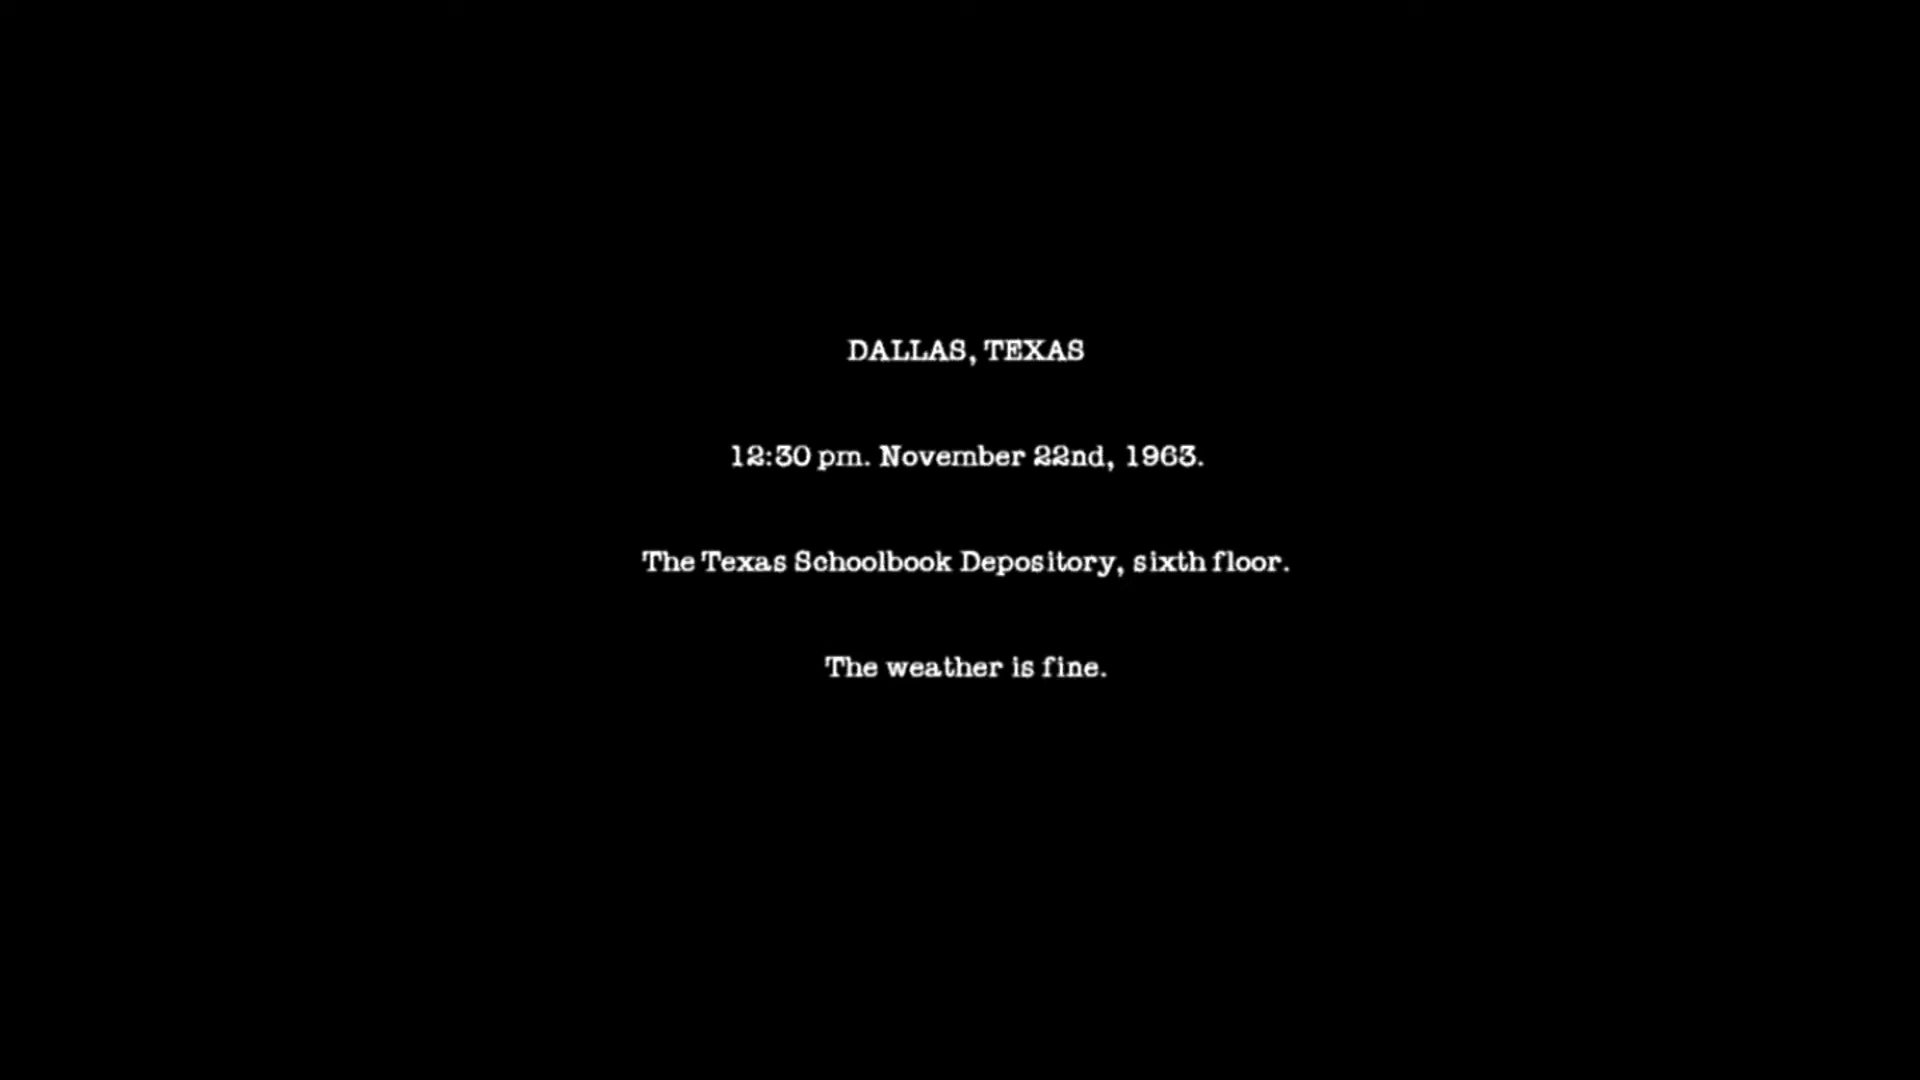 DALLAS, TEXAS
12:30 pm. November 22nd, 1963.
The Texas Schoolbook Depository, sixth floor.
The weather is fine.